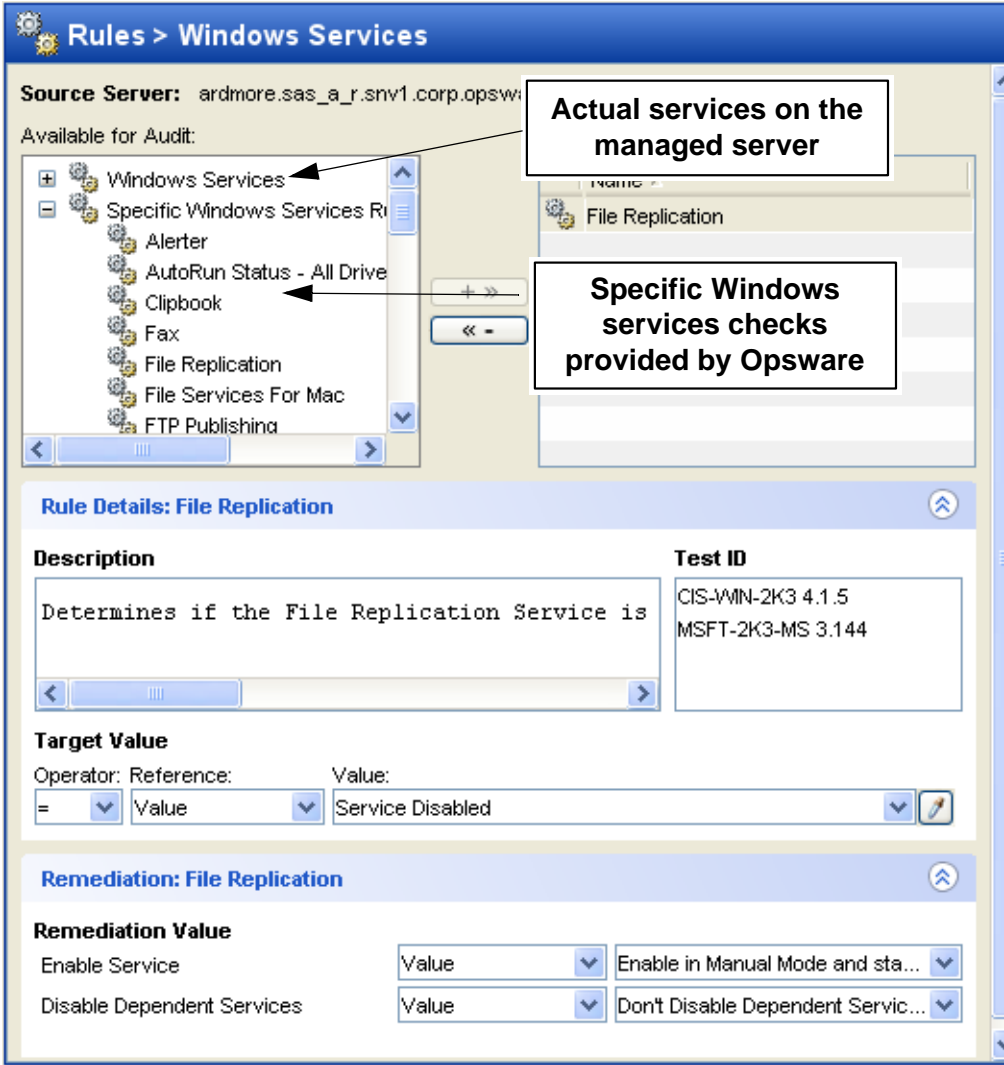 Rules > Windows Services
Source Server: ardmore.sas_a_r.snv1.corp.opswa
Actual services on the
managed server
Available for Audit:
Windows Services
Specific Windows Services Ru
Alerter
AutoRun Status - All Drive
Clipbook
Fax
File Replication
File Services For Mac
FTP Publishing
+ »
« -
Name
File Replication
Specific Windows
services checks
provided by Opsware
Rule Details: File Replication
Description
Determines if the File Replication Service is
Test ID
CIS-WIN-2K3 4.1.5
MSFT-2K3-MS 3.144
Target Value
Operator: Reference: Value:
= Value Service Disabled
Remediation: File Replication
Remediation Value
Enable Service Value Enable in Manual Mode and sta...
Disable Dependent Services Value Don't Disable Dependent Servic...